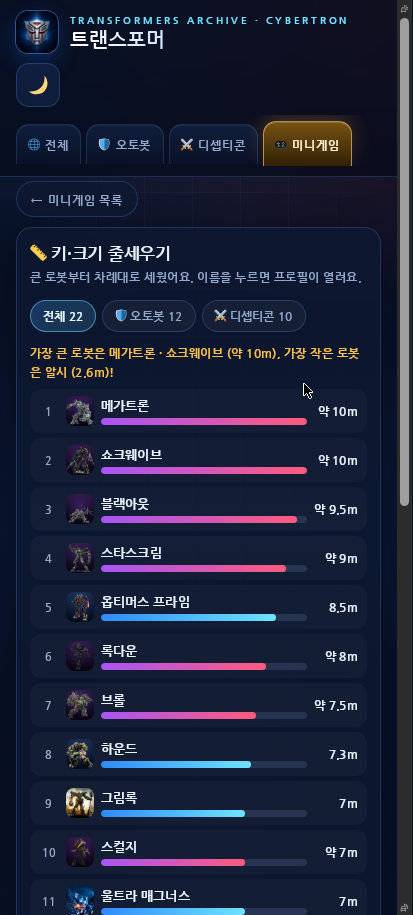 TRANSFORMERS ARCHIVE · CYBERTRON
트랜스포머
전체
오토봇
디셉티콘
미니게임
← 미니게임 목록
키·크기 줄세우기
큰 로봇부터 차례대로 세웠어요. 이름을 누르면 프로필이 열려요.
전체 22
오토봇 12
디셉티콘 10
가장 큰 로봇은 메가트론 · 쇼크웨이브 (약 10m), 가장 작은 로봇
은 알시 (2.6m)!
1 메가트론 약 10m
2 쇼크웨이브 약 10m
3 블랙아웃 약 9.5m
4 스타스크림 약 9m
5 옵티머스 프라임 8.5m
6 록다운 약 8m
7 브롤 약 7.5m
8 하운드 7.3m
9 그림록 7m
10 스컬지 약 7m
11 울트라 매그너스 7m